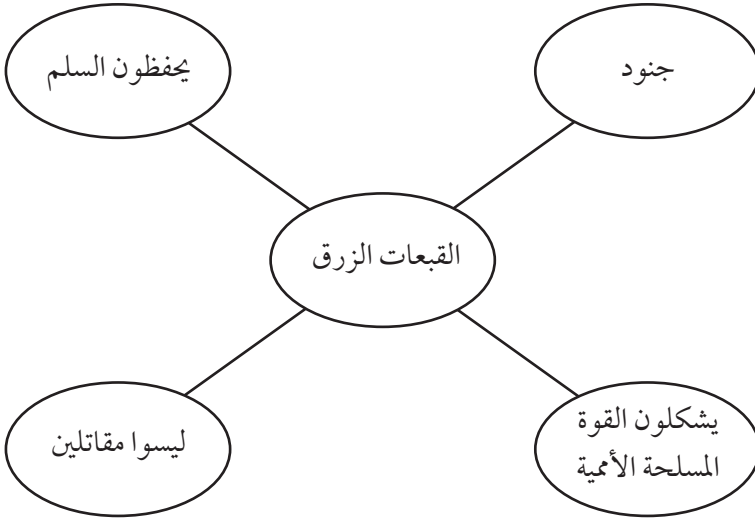 جنود
يحفظون السلم
القبعات الزرق
يشكلون القوة
المسلحة الأممية
ليسوا مقاتلين